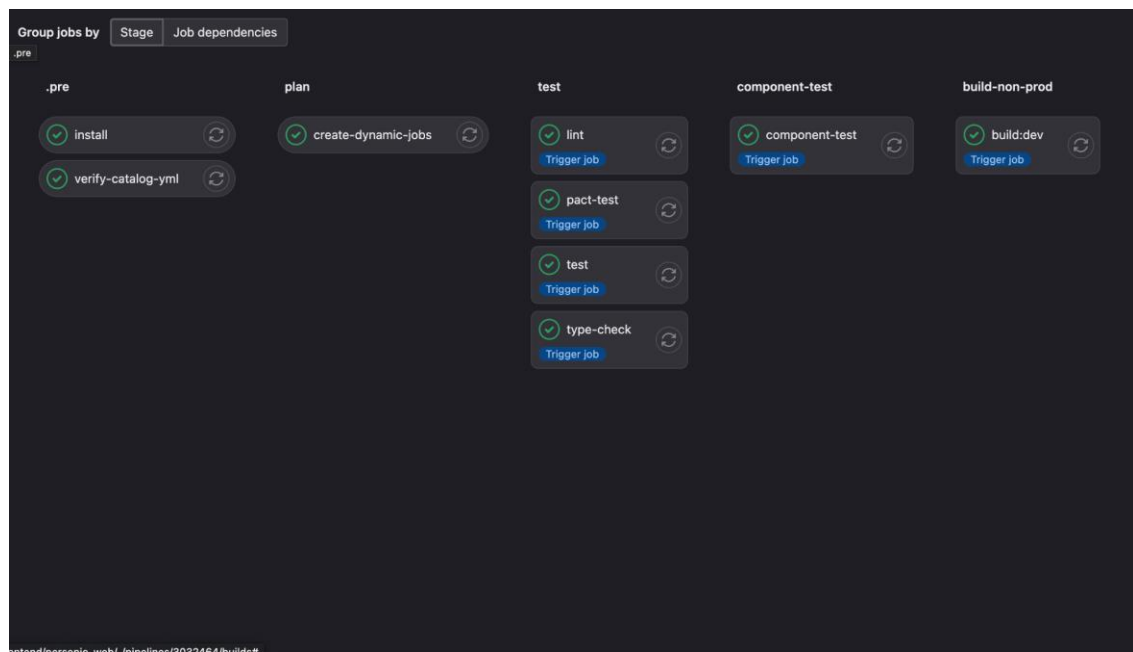 Group jobs by Stage Job dependencies
.pre
.pre
install
verify-catalog-yml
plan
create-dynamic-jobs
test
lint
Trigger job
pact-test
Trigger job
test
Trigger job
type-check
Trigger job
component-test
component-test
Trigger job
build-non-prod
build:dev
Trigger job